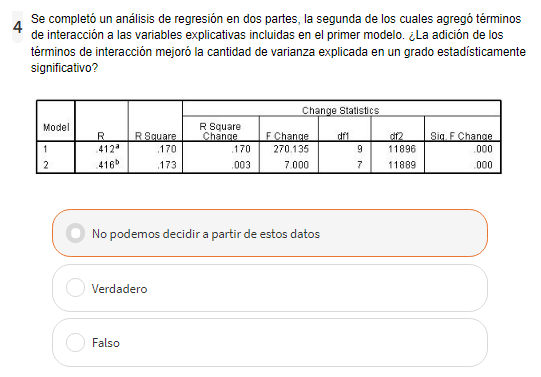 4
Se completó un análisis de regresión en dos partes, la segunda de los cuales agregó términos
de interacción a las variables explicativas incluidas en el primer modelo. ¿La adición de los
términos de interacción mejoró la cantidad de varianza explicada en un grado estadísticamente
significativo?
Change Statistics
Model R R Square R Square Change F Change df1 df2 Sig. F Change
1 .412a .170 .170 270.135 9 11896 .000
2 .416b .173 .003 7.000 7 11889 .000
No podemos decidir a partir de estos datos
Verdadero
Falso